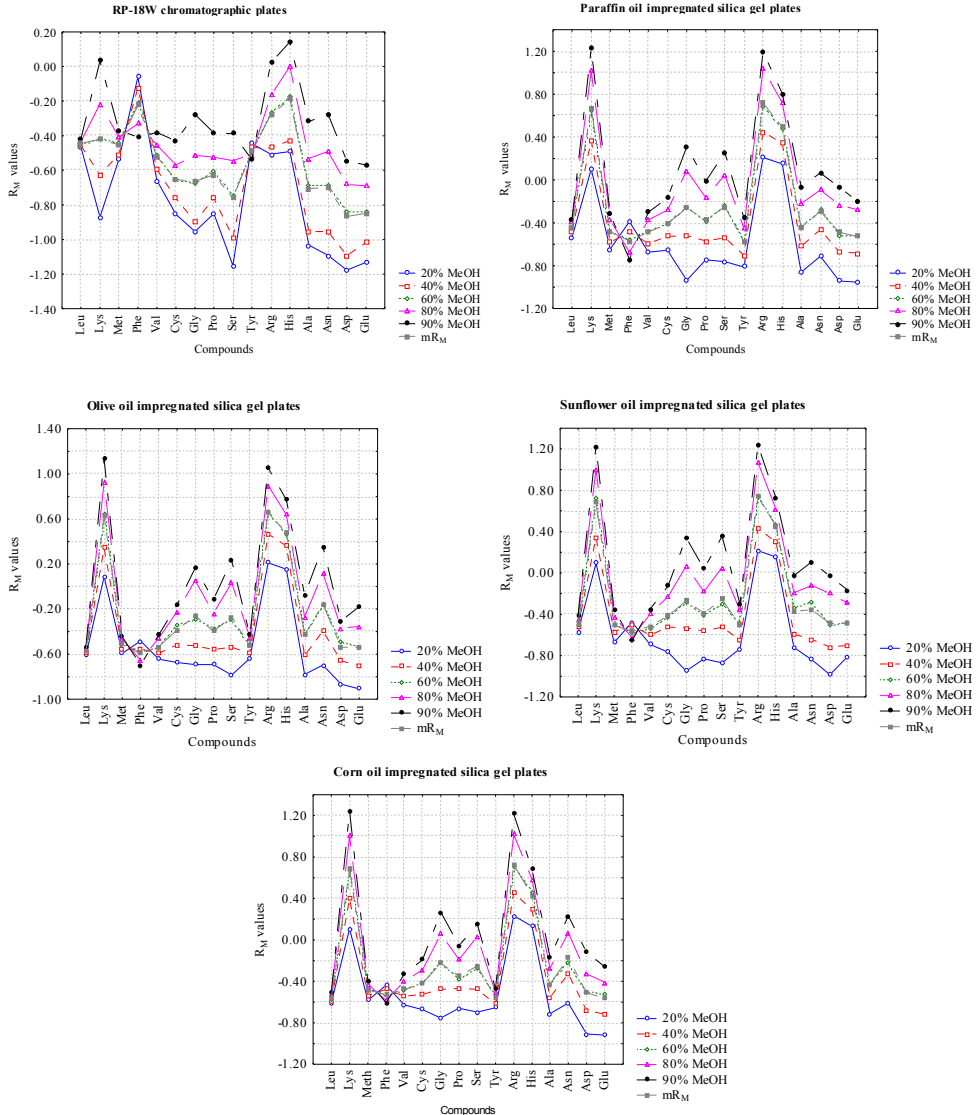 RP-18W chromatographic plates
0.20
0.00
-0.20
-0.40
-0.60
-0.80
-1.00
-1.20
-1.40
R_M values
Leu Lys Met Phe Val Cys Gly Pro Ser Tyr Arg His Ala Asn Asp Glu
Compounds
20% MeOH
40% MeOH
60% MeOH
80% MeOH
90% MeOH
mR_M
Paraffin oil impregnated silica gel plates
1.20
0.80
0.40
0.00
-0.40
-0.80
-1.20
R_M values
Leu Lys Met Phe Val Cys Gly Pro Ser Tyr Arg His Ala Asn Asp Glu
Compounds
20% MeOH
40% MeOH
60% MeOH
80% MeOH
90% MeOH
mR_M
Olive oil impregnated silica gel plates
1.40
1.00
0.60
0.20
-0.20
-0.60
-1.00
R_M values
Leu Lys Met Phe Val Cys Gly Pro Ser Tyr Arg His Ala Asn Asp Glu
Compounds
20% MeOH
40% MeOH
60% MeOH
80% MeOH
90% MeOH
mR_M
Sunflower oil impregnated silica gel plates
1.20
0.80
0.40
0.00
-0.40
-0.80
-1.20
R_M values
Leu Lys Met Phe Val Cys Gly Pro Ser Tyr Arg His Ala Asn Asp Glu
Compounds
20% MeOH
40% MeOH
60% MeOH
80% MeOH
90% MeOH
mR_M
Corn oil impregnated silica gel plates
1.20
0.80
0.40
0.00
-0.40
-0.80
-1.20
R_M values
Leu Lys Meth Phe Val Cys Gly Pro Ser Tyr Arg His Ala Asn Asp Glu
Compounds
20% MeOH
40% MeOH
60% MeOH
80% MeOH
90% MeOH
mR_M